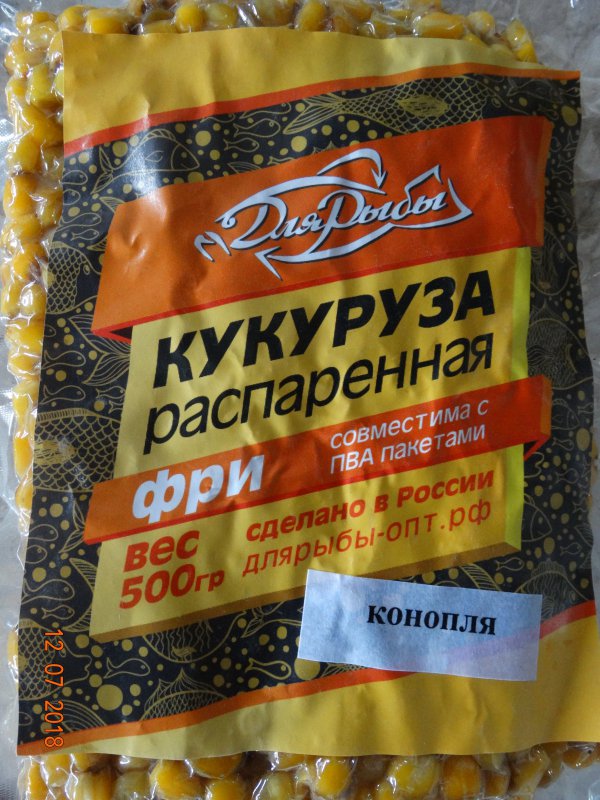 ДляРыбы
КУКУРУЗА
распаренная
фри
совместима с
ПВА пакетами
вес
500гр
сделано в России
длярыбы-опт.рф
конопля
12 07 2018